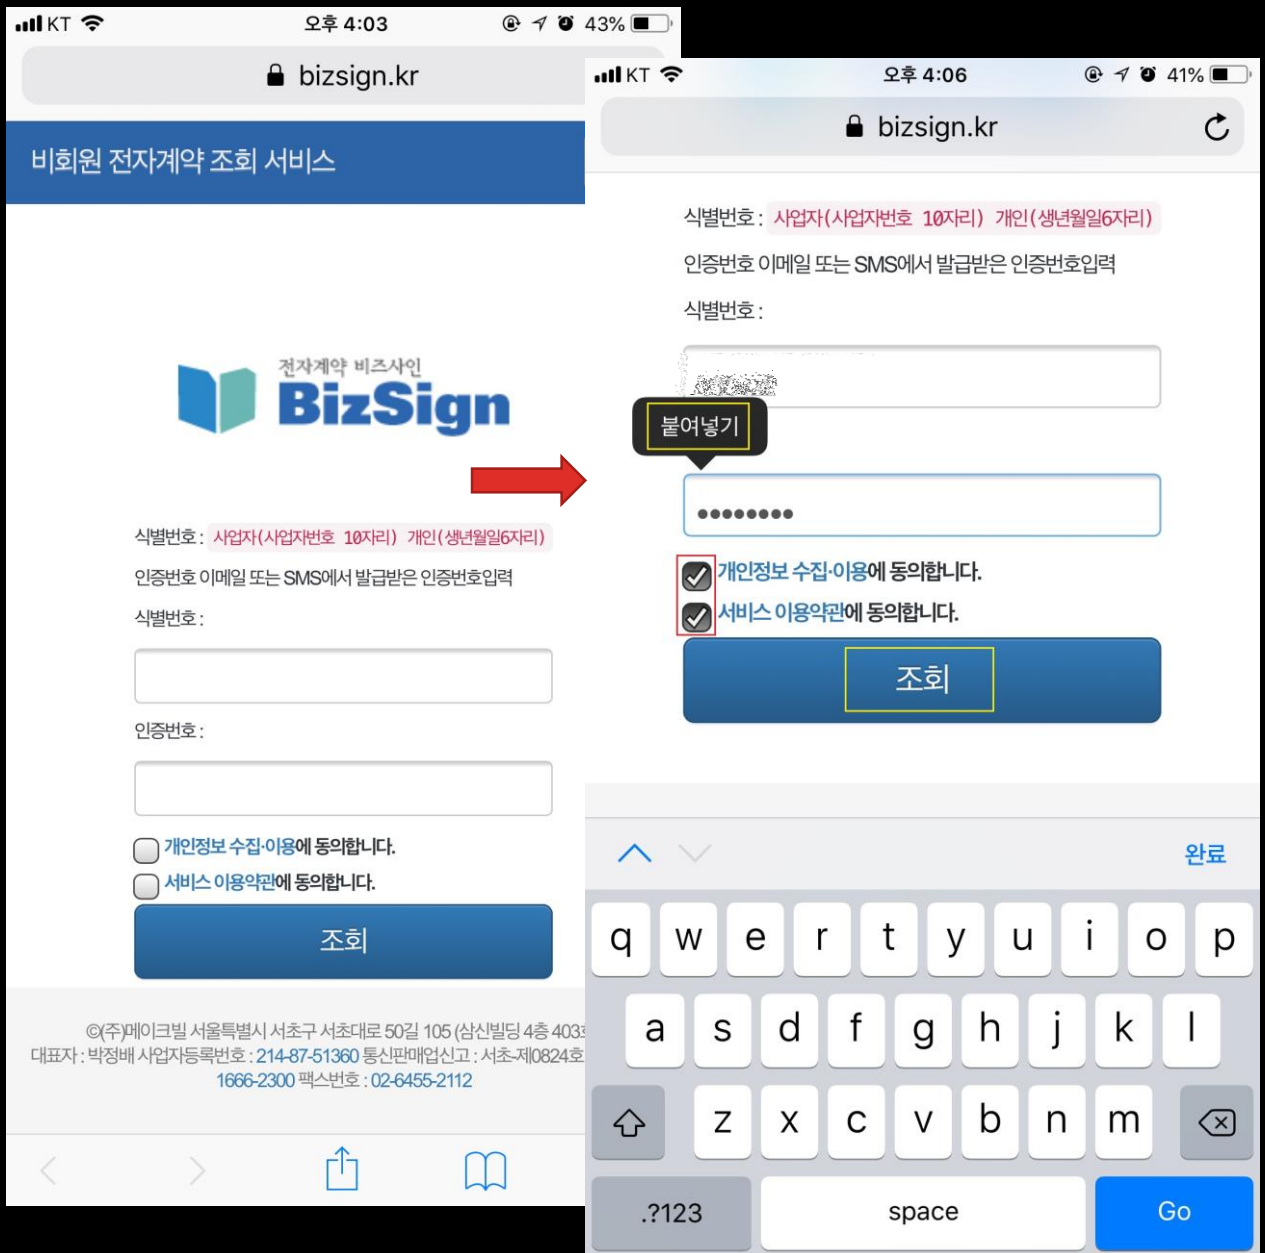 KT 오후 4:03 43%
bizsign.kr
비회원 전자계약 조회 서비스
전자계약 비즈사인
BizSign
식별번호 : 사업자(사업자번호 10자리) 개인(생년월일6자리)
인증번호 이메일 또는 SMS에서 발급받은 인증번호입력
식별번호 :
인증번호 :
개인정보 수집·이용에 동의합니다.
서비스 이용약관에 동의합니다.
조회
©(주)메이크빌 서울특별시 서초구 서초대로 50길 105 (삼신빌딩 4층 403
대표자 : 박정배 사업자등록번호 : 214-87-51360 통신판매업신고 : 서초-제0824호
1666-2300 팩스번호 : 02-6455-2112
KT 오후 4:06 41%
bizsign.kr
식별번호 : 사업자(사업자번호 10자리) 개인(생년월일6자리)
인증번호 이메일 또는 SMS에서 발급받은 인증번호입력
식별번호 :
붙여넣기
개인정보 수집·이용에 동의합니다.
서비스 이용약관에 동의합니다.
조회
완료
q w e r t y u i o p
a s d f g h j k l
z x c v b n m
.?123 space Go